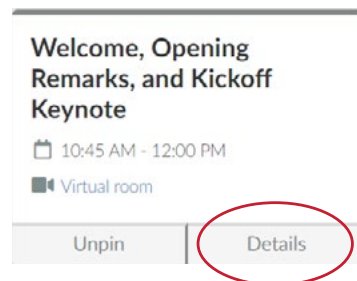 Welcome, Opening
Remarks, and Kickoff
Keynote
10:45 AM - 12:00 PM
Virtual room
Unpin
Details